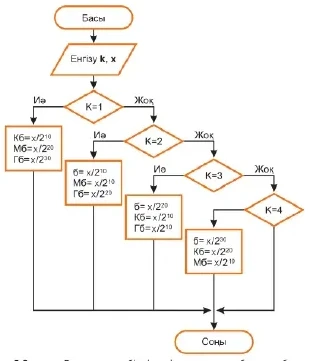 Басы
Енгізу k, x
Иә
K=1
Жоқ
Кб=x/2¹⁰
Мб=x/2²⁰
Гб=x/2³⁰
Иә
K=2
Жоқ
б=x/2¹⁰
Мб=x/2¹⁰
Гб=x/2²⁰
Иә
K=3
Жоқ
б=x/2²⁰
Кб=x/2¹⁰
Гб=x/2¹⁰
K=4
б=x/2³⁰
Кб=x/2²⁰
Мб=x/2¹⁰
Соңы